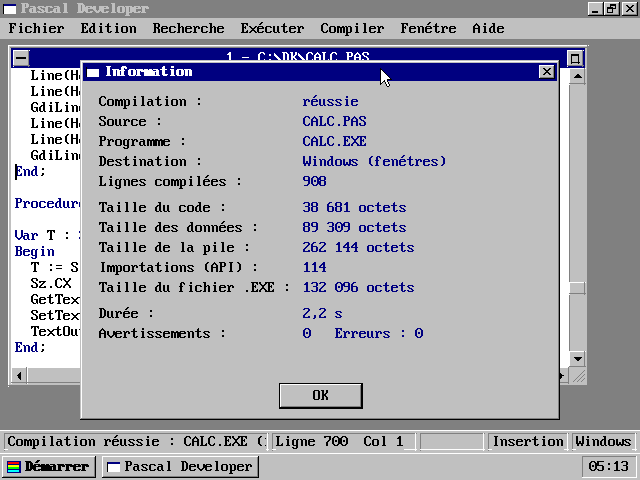 Pascal Developer
Fichier Edition Recherche Exécuter Compiler Fenétre Aide
1 - C:\DK\CALC.PAS
Information
Line(H
Line(H
GdiLin
Line(H
Line(H
GdiLin
End;
Procedur
Var T :
Begin
T := S
Sz.CX
GetTex
SetTex
TextOu
End;
Compilation : réussie
Source : CALC.PAS
Programme : CALC.EXE
Destination : Windows (fenétres)
Lignes compilées : 908
Taille du code : 38 681 octets
Taille des données : 89 309 octets
Taille de la pile : 262 144 octets
Importations (API) : 114
Taille du fichier .EXE : 132 096 octets
Durée : 2,2 s
Avertissements : 0 Erreurs : 0
OK
Compilation réussie : CALC.EXE ( Ligne 700 Col 1 Insertion Windows
Démarrer Pascal Developer 05:13